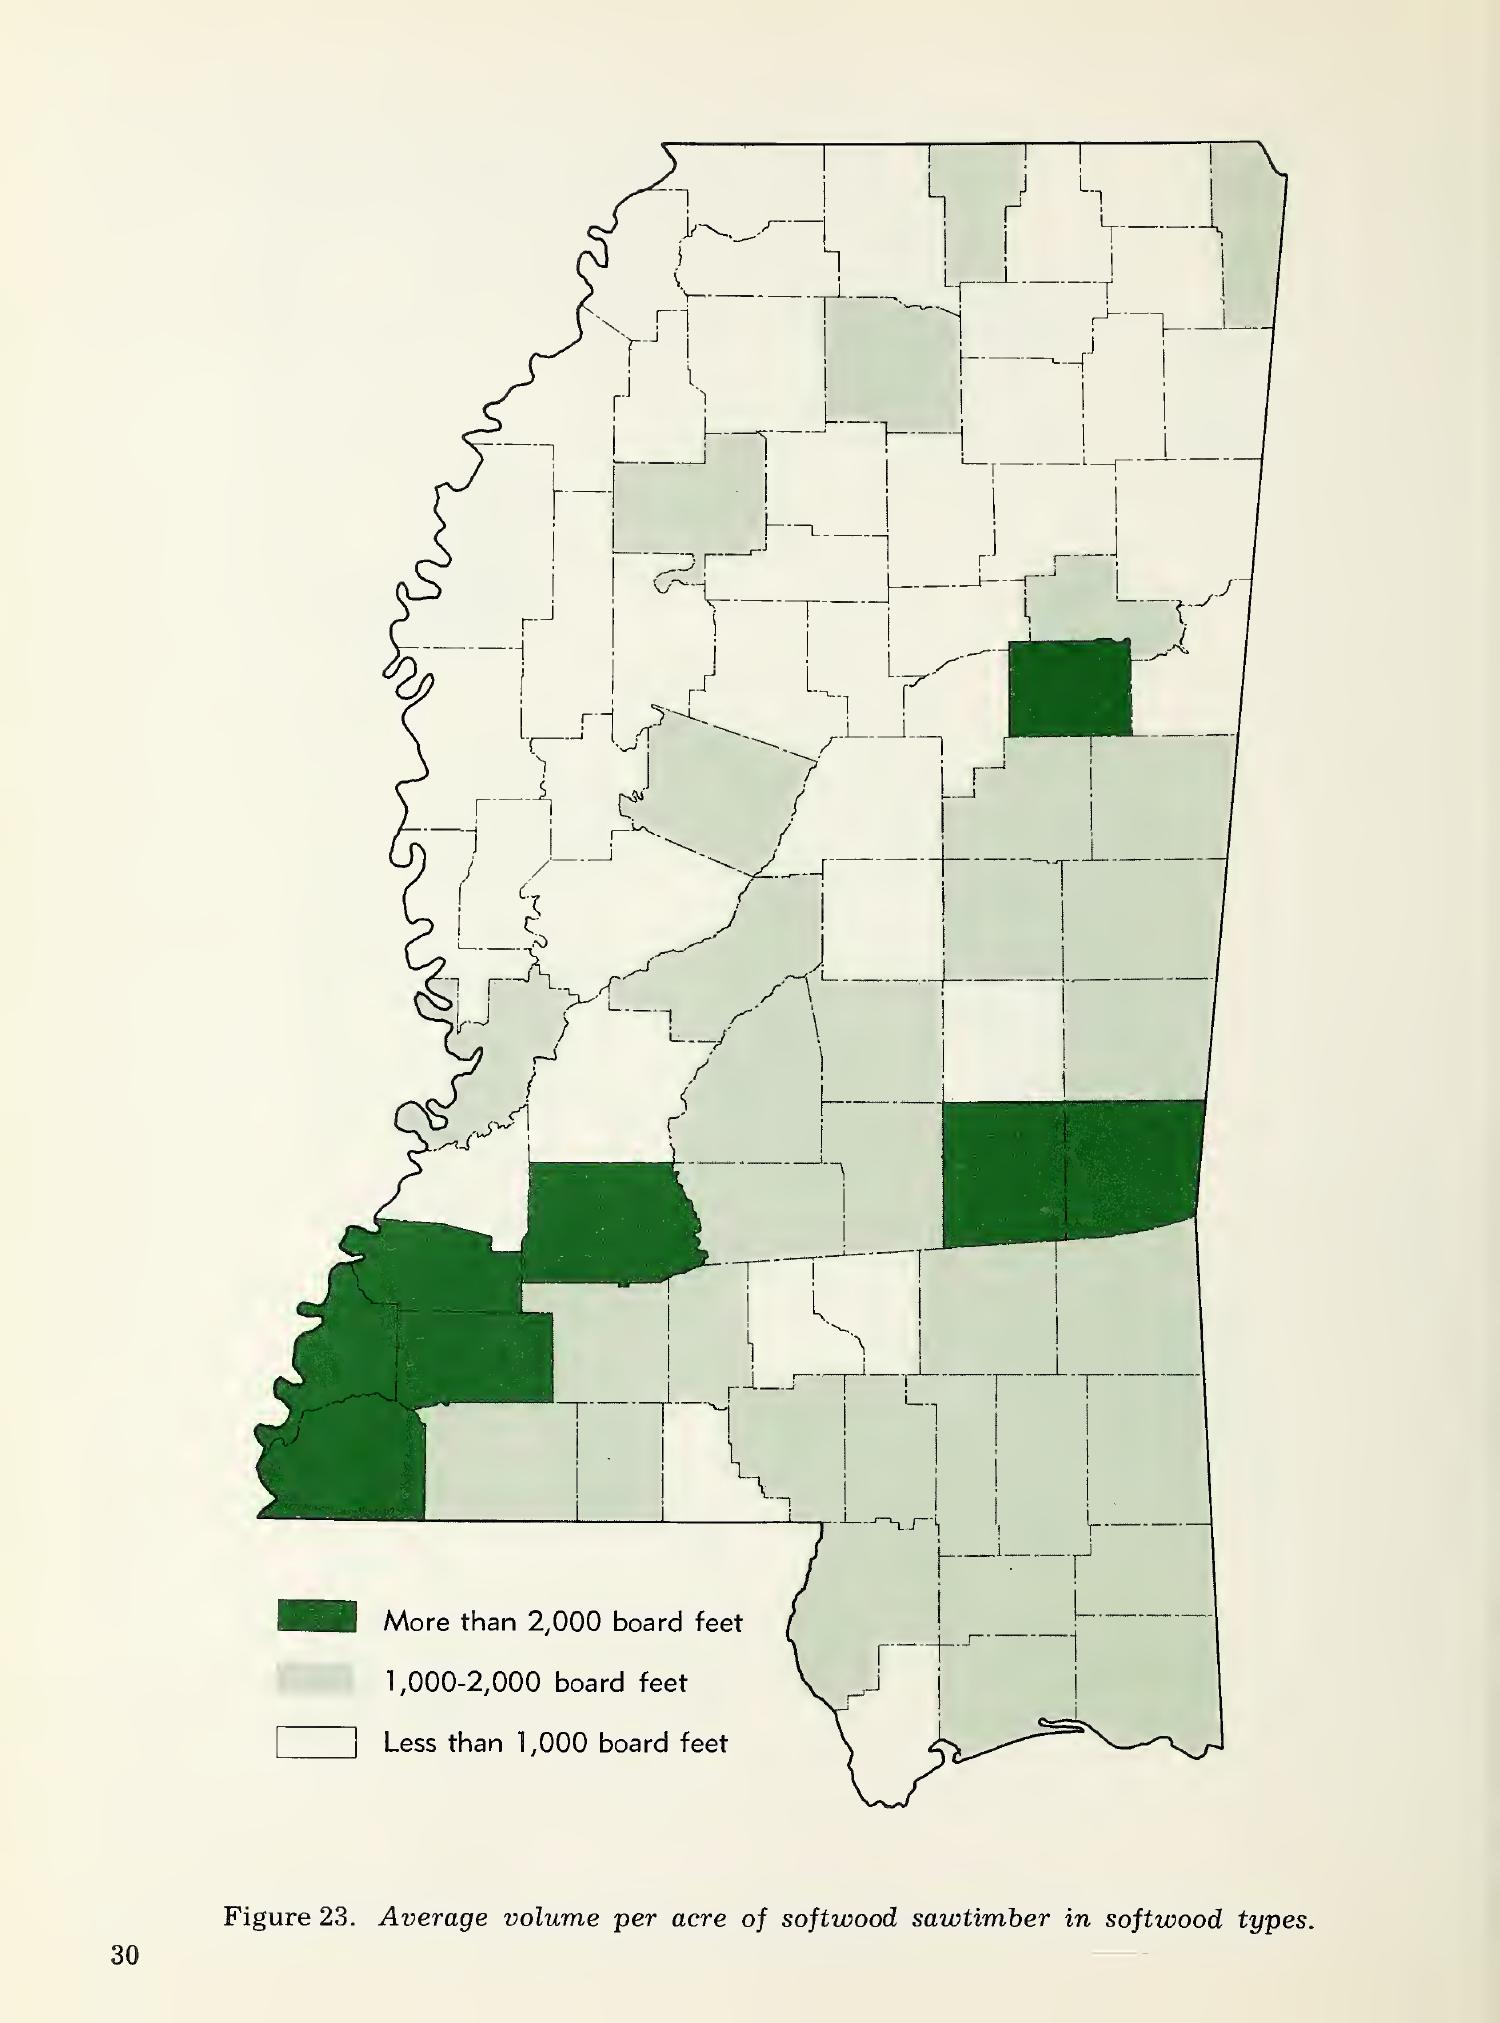 More than 2,000 board feet
1,000-2,000 board feet
Less than 1,000 board feet
Figure 23. Average volume per acre of softwood sawtimber in softwood types.
30